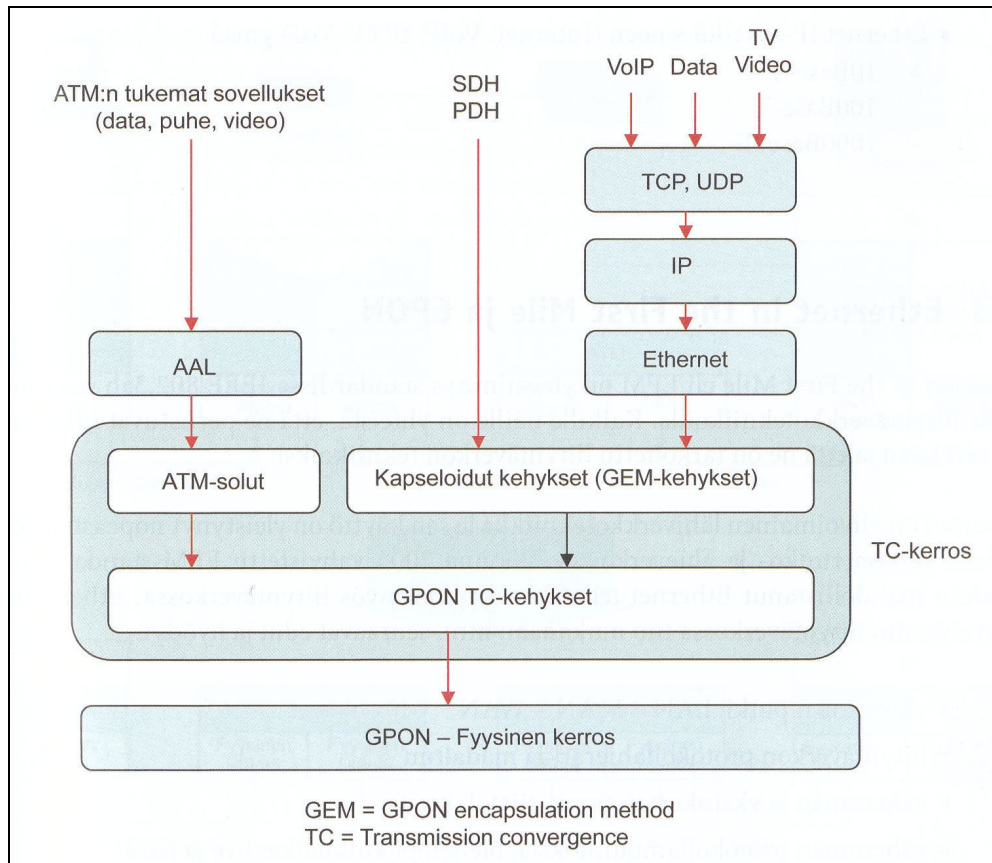 ATM:n tukemat sovellukset
(data, puhe, video)
SDH
PDH
VoIP
Data
TV
Video
TCP, UDP
IP
Ethernet
AAL
ATM-solut
Kapseloidut kehykset (GEM-kehykset)
TC-kerros
GPON TC-kehykset
GPON – Fyysinen kerros
GEM = GPON encapsulation method
TC = Transmission convergence